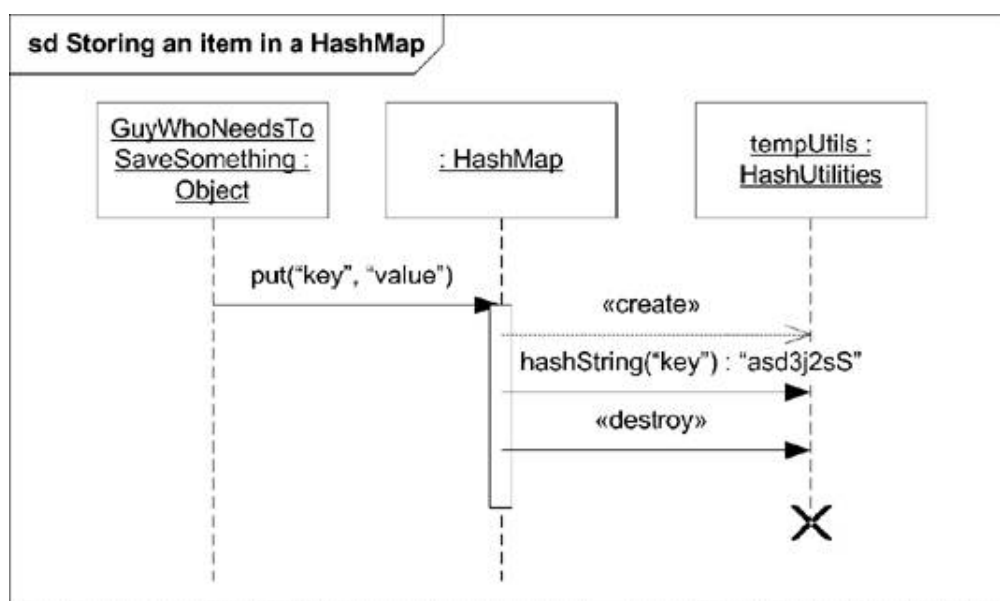 sd Storing an item in a HashMap
GuyWhoNeedsTo
SaveSomething :
Object
: HashMap
tempUtils :
HashUtilities
put(“key”, “value”)
«create»
hashString(“key”) : “asd3j2sS”
«destroy»